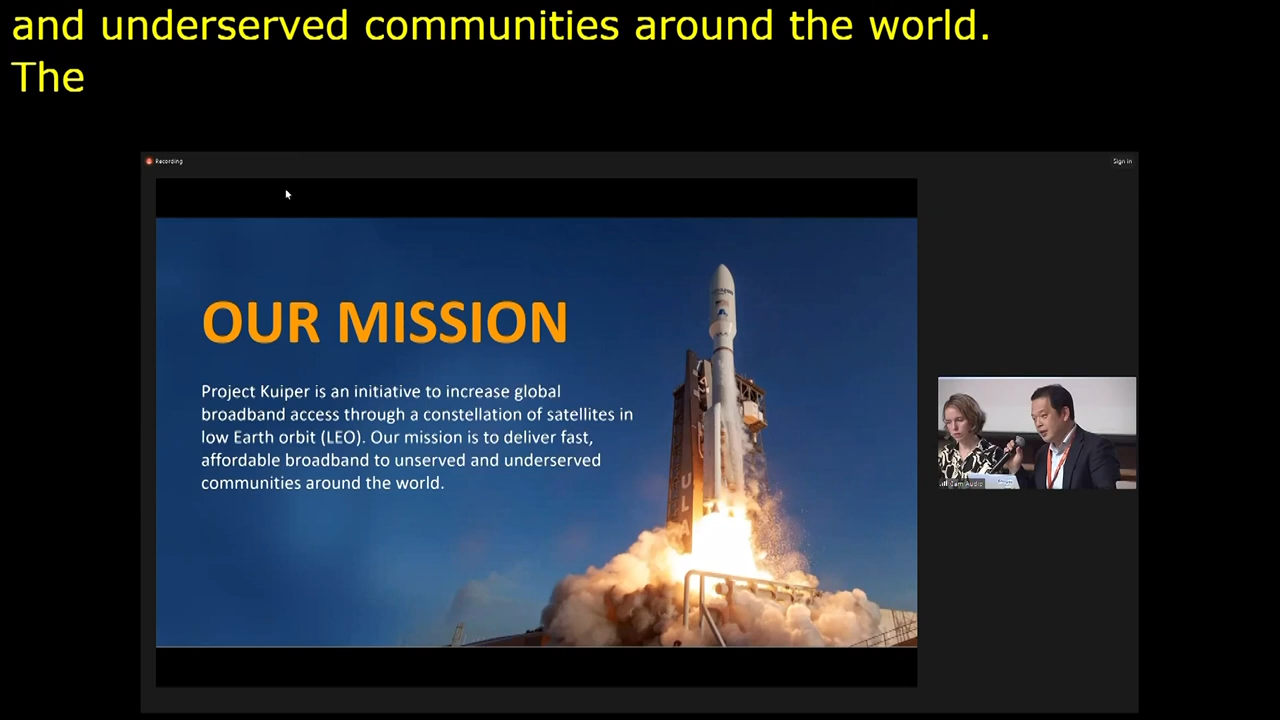 and underserved communities around the world.
The
Recording
Sign in
OUR MISSION
Project Kuiper is an initiative to increase global
broadband access through a constellation of satellites in
low Earth orbit (LEO). Our mission is to deliver fast,
affordable broadband to unserved and underserved
communities around the world.
Cam Audio